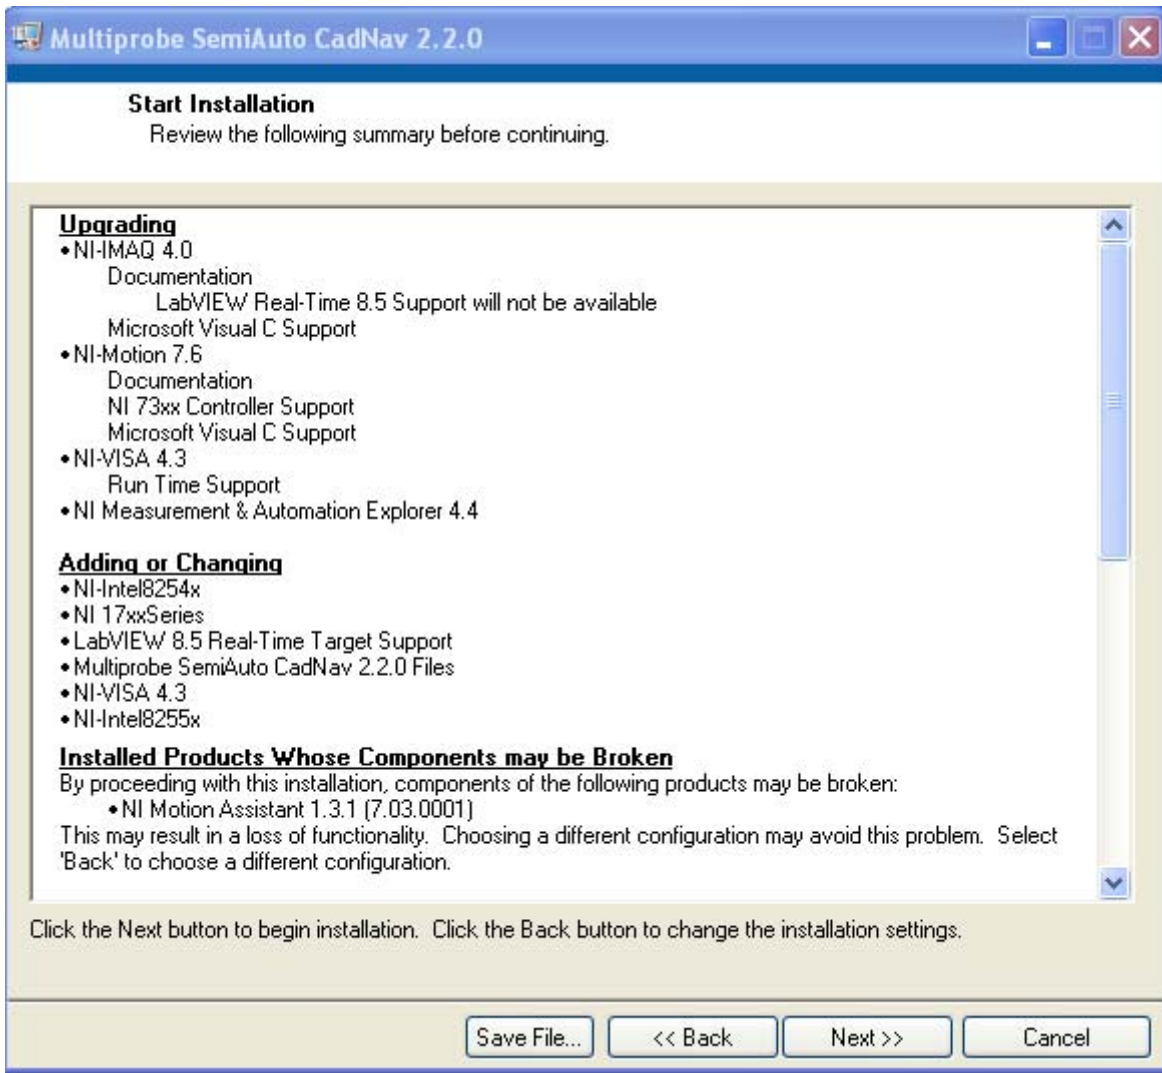 Multiprobe SemiAuto CadNav 2.2.0
Start Installation
Review the following summary before continuing.
Upgrading
•NI-IMAQ 4.0
Documentation
LabVIEW Real-Time 8.5 Support will not be available
Microsoft Visual C Support
•NI-Motion 7.6
Documentation
NI 73xx Controller Support
Microsoft Visual C Support
•NI-VISA 4.3
Run Time Support
•NI Measurement & Automation Explorer 4.4
Adding or Changing
•NI-Intel8254x
•NI 17xxSeries
•LabVIEW 8.5 Real-Time Target Support
•Multiprobe SemiAuto CadNav 2.2.0 Files
•NI-VISA 4.3
•NI-Intel8255x
Installed Products Whose Components may be Broken
By proceeding with this installation, components of the following products may be broken:
•NI Motion Assistant 1.3.1 (7.03.0001)
This may result in a loss of functionality. Choosing a different configuration may avoid this problem. Select
'Back' to choose a different configuration.
Click the Next button to begin installation. Click the Back button to change the installation settings.
Save File... << Back Next >> Cancel